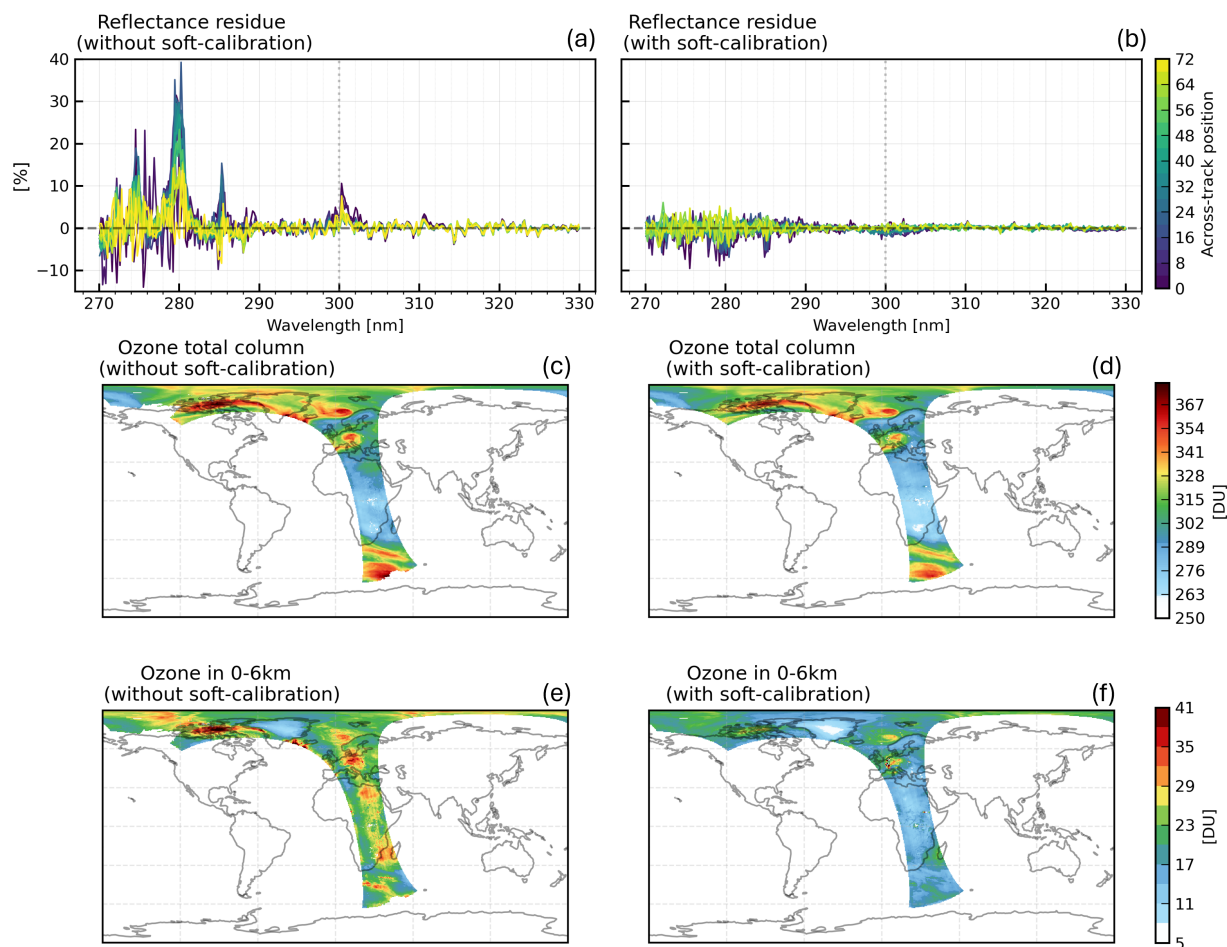 Reflectance residue
(without soft-calibration)
(a)
Reflectance residue
(with soft-calibration)
(b)
40
30
20
10
0
−10
[%]
270
280
290
300
310
320
330
Wavelength [nm]
270
280
290
300
310
320
330
Wavelength [nm]
72
64
56
48
40
32
24
16
8
0
Across-track position
Ozone total column
(without soft-calibration)
(c)
Ozone total column
(with soft-calibration)
(d)
367
354
341
328
315
302
289
276
263
250
[DU]
Ozone in 0-6km
(without soft-calibration)
(e)
Ozone in 0-6km
(with soft-calibration)
(f)
41
35
29
23
17
11
5
[DU]